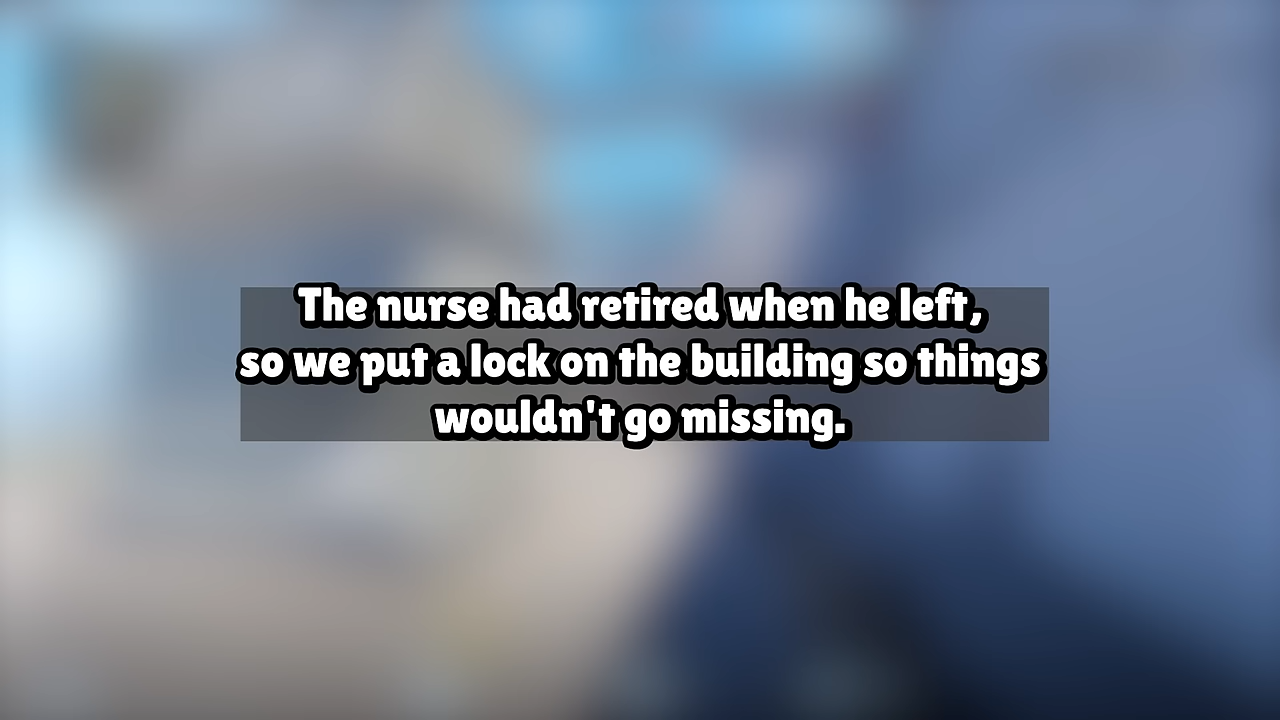 The nurse had retired when he left,
so we put a lock on the building so things
wouldn't go missing.